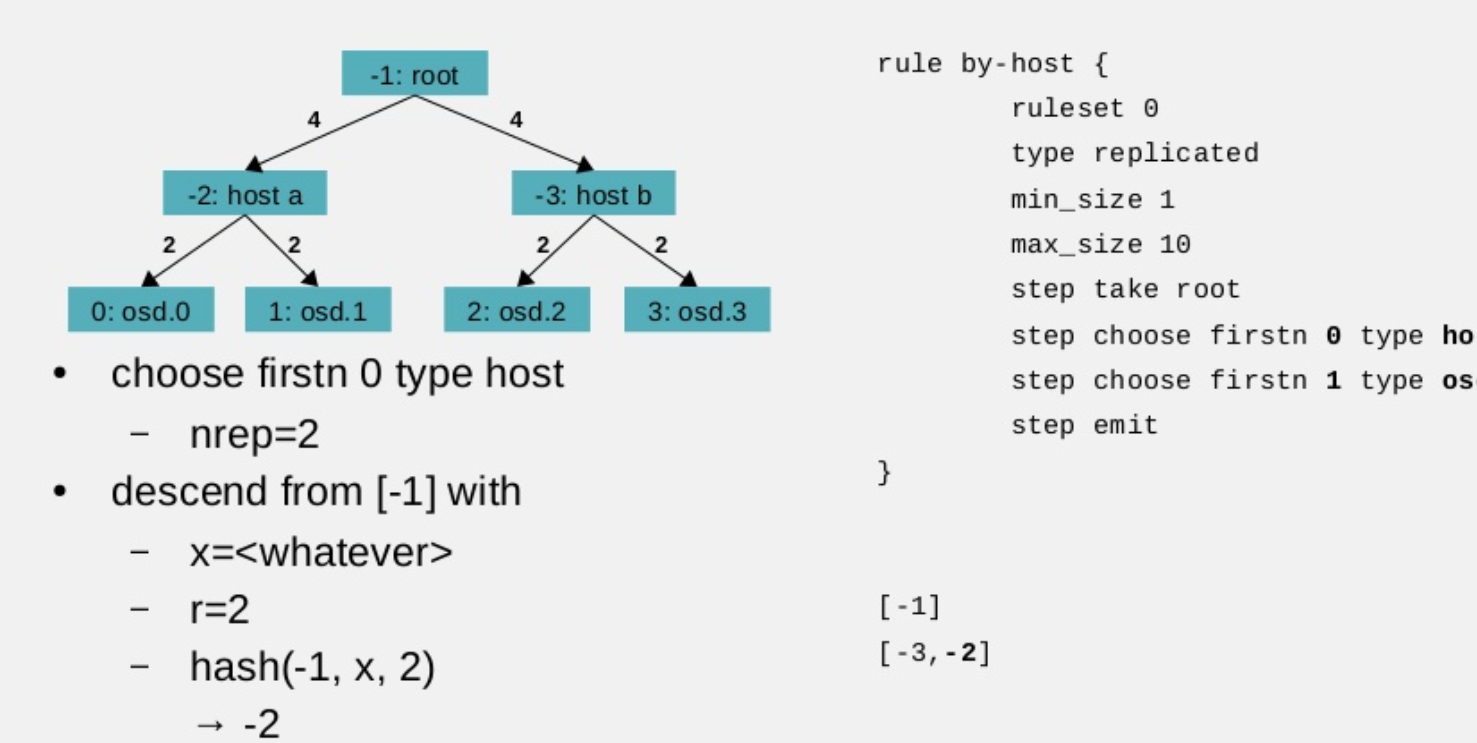 -1: root
4 4
-2: host a -3: host b
2 2 2 2
0: osd.0 1: osd.1 2: osd.2 3: osd.3
• choose firstn 0 type host
– nrep=2
• descend from [-1] with
– x=<whatever>
– r=2
– hash(-1, x, 2)
→ -2
rule by-host {
ruleset 0
type replicated
min_size 1
max_size 10
step take root
step choose firstn 0 type ho
step choose firstn 1 type os
step emit
}
[-1]
[-3,-2]